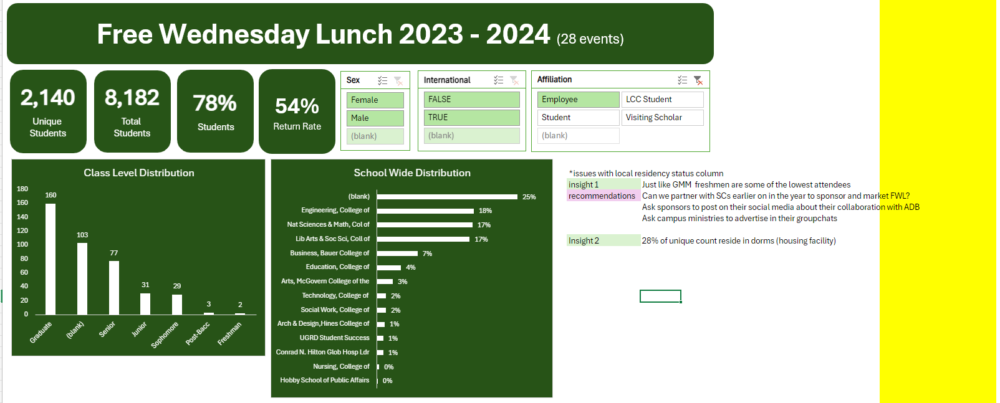 Free Wednesday Lunch 2023 - 2024 (28 events)
2,140
Unique
Students
8,182
Total
Students
78%
Students
54%
Return Rate
Sex
Female
Male
(blank)
International
FALSE
TRUE
(blank)
Affiliation
Employee
LCC Student
Student
Visiting Scholar
(blank)
Class Level Distribution
180
160
140
120
100
80
60
40
20
0
160
103
77
31
29
3
2
Graduate
(blank)
Senior
Junior
Sophomore
Post-Bacc
Freshman
School Wide Distribution
(blank) 25%
Engineering, College of 18%
Nat Sciences & Math, Col of 17%
Lib Arts & Soc Sci, Coll of 17%
Business, Bauer College of 7%
Education, College of 4%
Arts, McGovern College of the 3%
Technology, College of 2%
Social Work, College of 2%
Arch & Design,Hines College of 1%
UGRD Student Success 1%
Conrad N. Hilton Glob Hosp Ldr 1%
Nursing, College of 0%
Hobby School of Public Affairs 0%
*issues with local residency status column
insight 1 Just like GMM freshmen are some of the lowest attendees
recommendations Can we partner with SCs earlier on in the year to sponsor and market FWL?
Ask sponsors to post on their social media about their collaboration with ADB
Ask campus ministries to advertise in their groupchats
Insight 2 28% of unique count reside in dorms (housing facility)